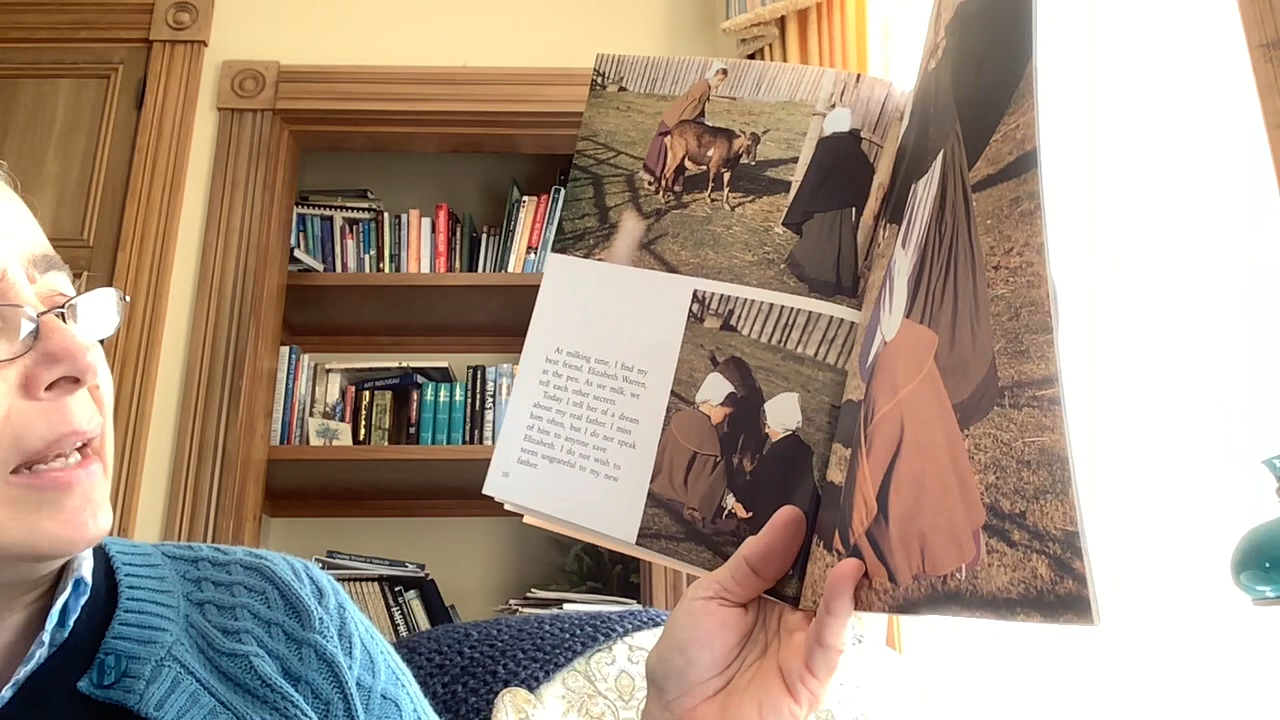 At milking time, I find my
best friend, Elizabeth Warren,
at the pen. As we milk, we
tell each other secrets.
Today I tell her of a dream
about my real father. I miss
him often, but I do not speak
of him to anyone save
Elizabeth. I do not wish to
seem ungrateful to my new
father.
ART NOUVEAU
ATLAS